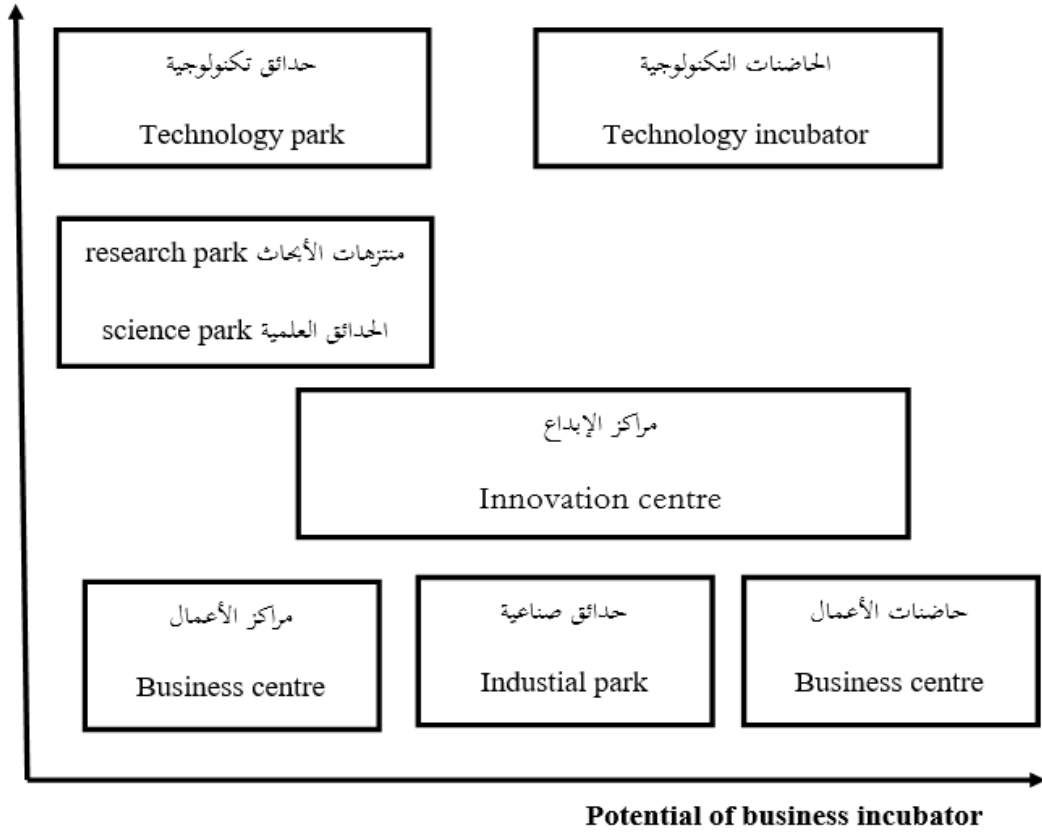 حدائق تكنولوجية
Technology park
الحاضنات التكنولوجية
Technology incubator
منتزهات الأبحاث research park
الحدائق العلمية science park
مراكز الإبداع
Innovation centre
مراكز الأعمال
Business centre
حدائق صناعية
Industial park
حاضنات الأعمال
Business centre
Potential of business incubator